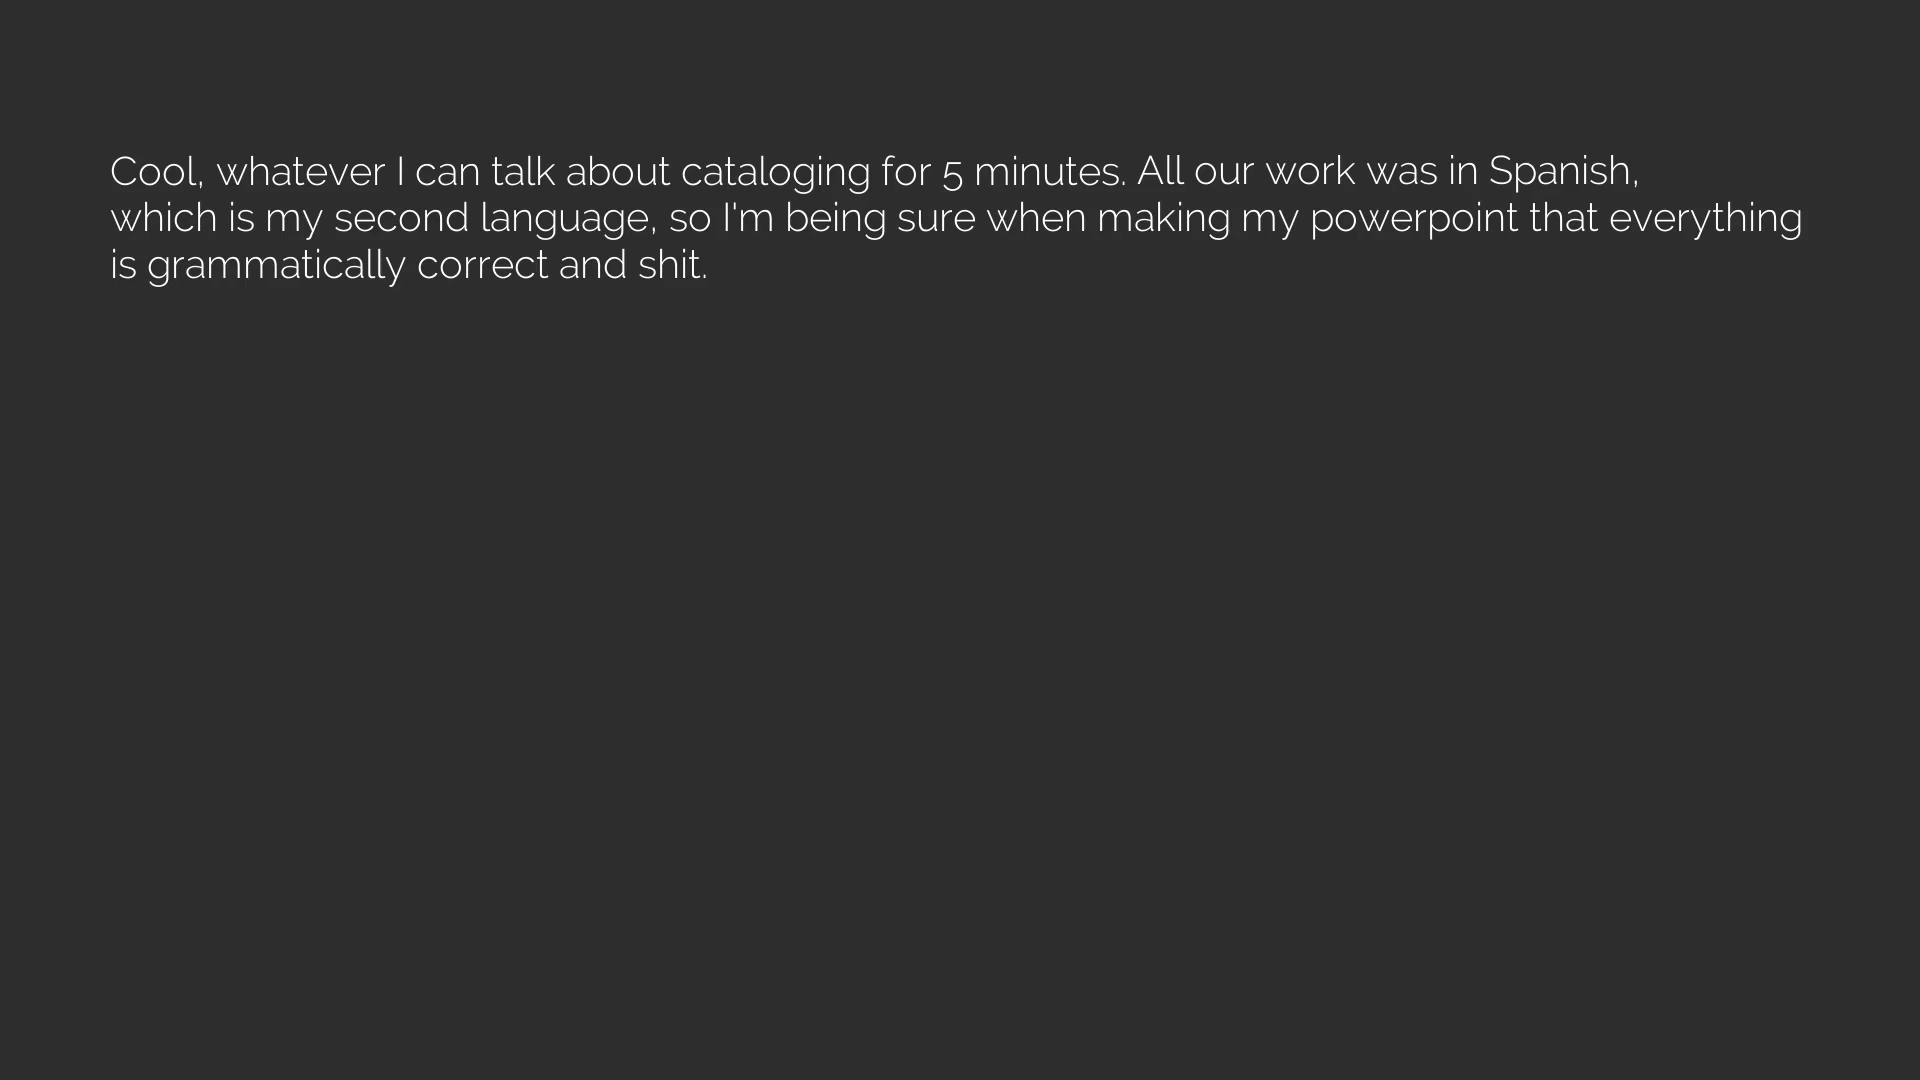 Cool, whatever I can talk about cataloging for 5 minutes. All our work was in Spanish,
which is my second language, so I'm being sure when making my powerpoint that everything
is grammatically correct and shit.